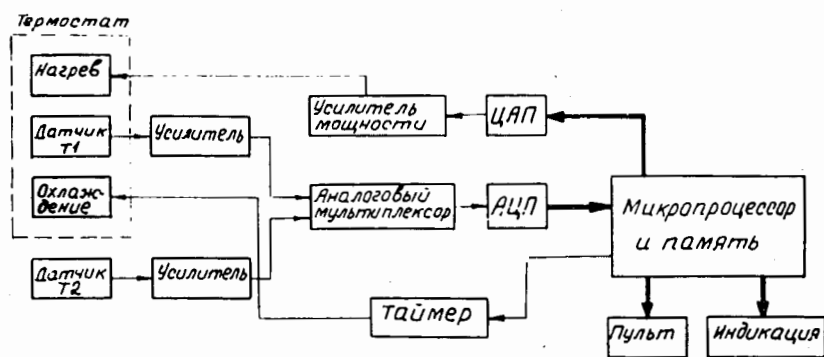 Термостат
Нагрев
Усилитель
мощности
ЦАП
Датчик
Т1
Усилитель
Охлаж-
дение
Аналоговый
мультиплексор
АЦП
Микропроцессор
и память
Датчик
Т2
Усилитель
Таймер
Пульт
Индикация